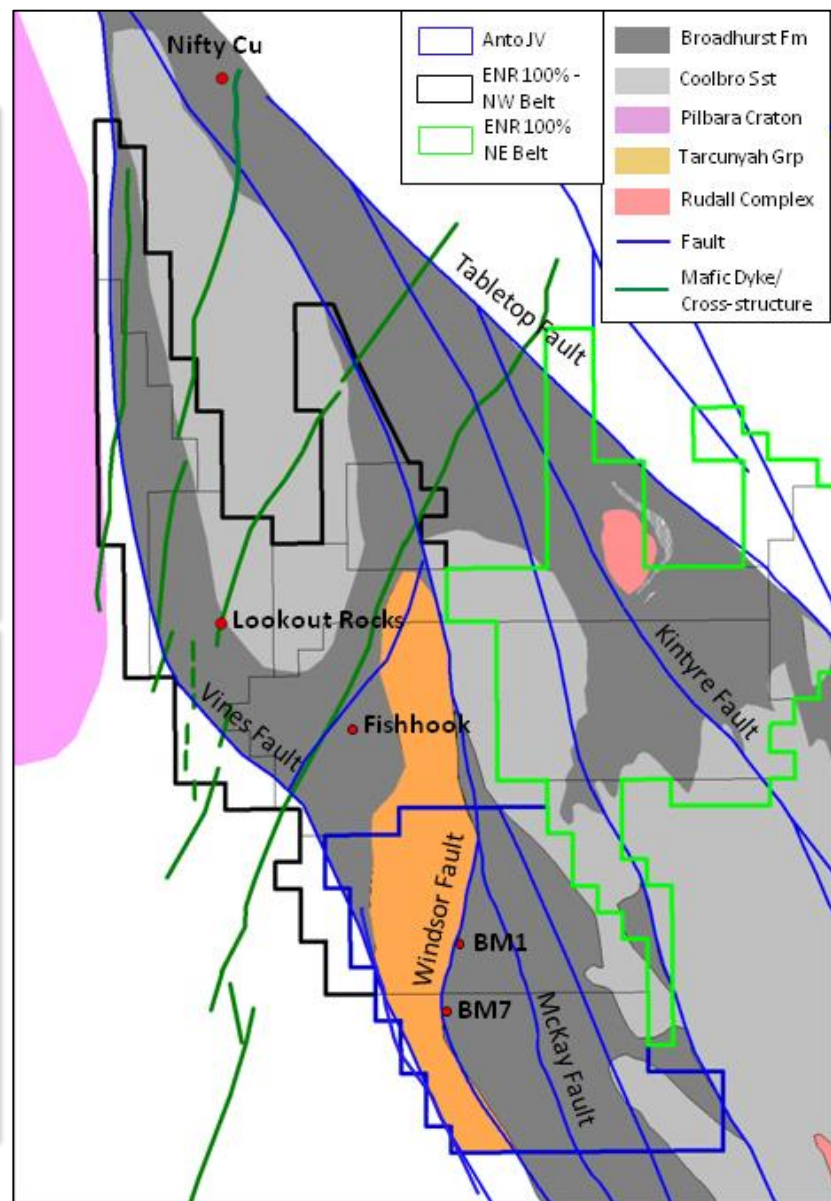 Nifty Cu
Anto JV
ENR 100% -
NW Belt
ENR 100%
NE Belt
Broadhurst Fm
Coolbro Sst
Pilbara Craton
Tarcunyah Grp
Rudall Complex
Fault
Mafic Dyke/
Cross-structure
Tabletop Fault
Lookout Rocks
Kintyre Fault
Vines Fault
Fishhook
Windsor Fault
BM1
BM7
McKay Fault